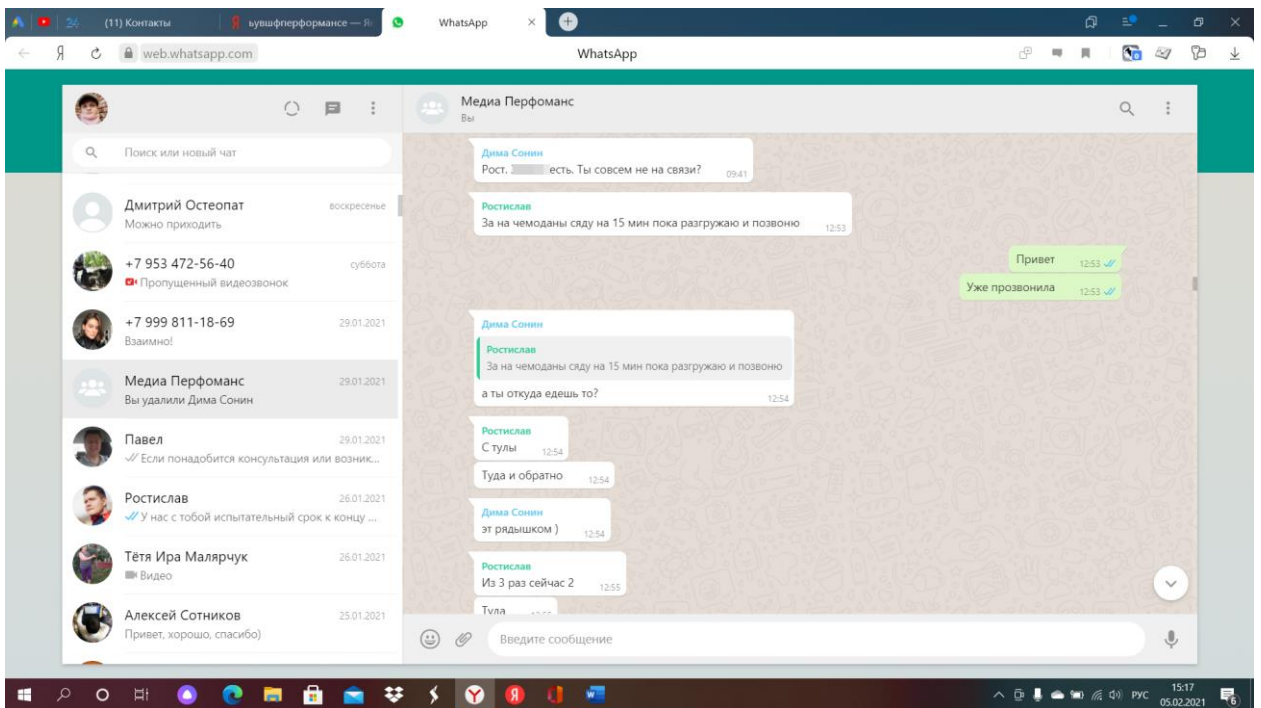 (11) Контакты
ьувшфперформансе — Я
WhatsApp
web.whatsapp.com
WhatsApp
Медиа Перфоманс
Вы
Поиск или новый чат
Дмитрий Остеопат
воскресенье
Можно приходить
+7 953 472-56-40
суббота
Пропущенный видеозвонок
+7 999 811-18-69
29.01.2021
Взаимно!
Медиа Перфоманс
29.01.2021
Вы удалили Дима Сонин
Павел
29.01.2021
Если понадобится консультация или возник...
Ростислав
26.01.2021
У нас с тобой испытательный срок к концу ...
Тётя Ира Малярчук
26.01.2021
Видео
Алексей Сотников
25.01.2021
Привет, хорошо, спасибо)
Дима Сонин
Рост. есть. Ты совсем не на связи?
09:41
Ростислав
За на чемоданы сяду на 15 мин пока разгружаю и позвоню
12:53
Привет
12:53
Уже прозвонила
12:53
Дима Сонин
Ростислав
За на чемоданы сяду на 15 мин пока разгружаю и позвоню
а ты откуда едешь то?
12:54
Ростислав
С тулы
12:54
Туда и обратно
12:54
Дима Сонин
эт рядышком )
12:54
Ростислав
Из 3 раз сейчас 2
12:55
Туда
Введите сообщение
РУС
15:17
05.02.2021
6